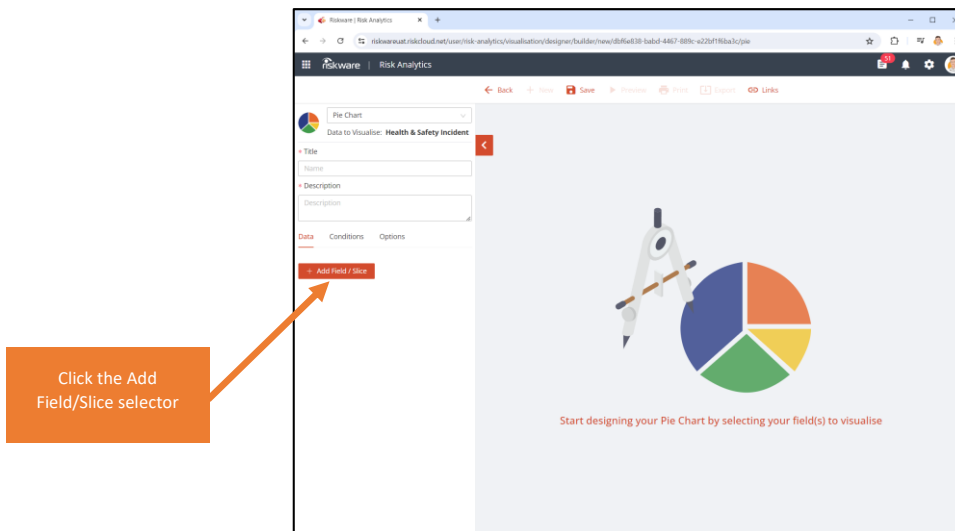 Riskware | Risk Analytics
riskwareuat.riskcloud.net/user/risk-analytics/visualisation/designer/builder/new/dbf6e838-babd-4467-889c-e22bf1f6ba3c/pie
riskware | Risk Analytics
51
Back New Save Preview Print Export Links
Pie Chart
Data to Visualise: Health & Safety Incident
* Title
Name
* Description
Description
Data Conditions Options
+ Add Field / Slice
Click the Add
Field/Slice selector
Start designing your Pie Chart by selecting your field(s) to visualise